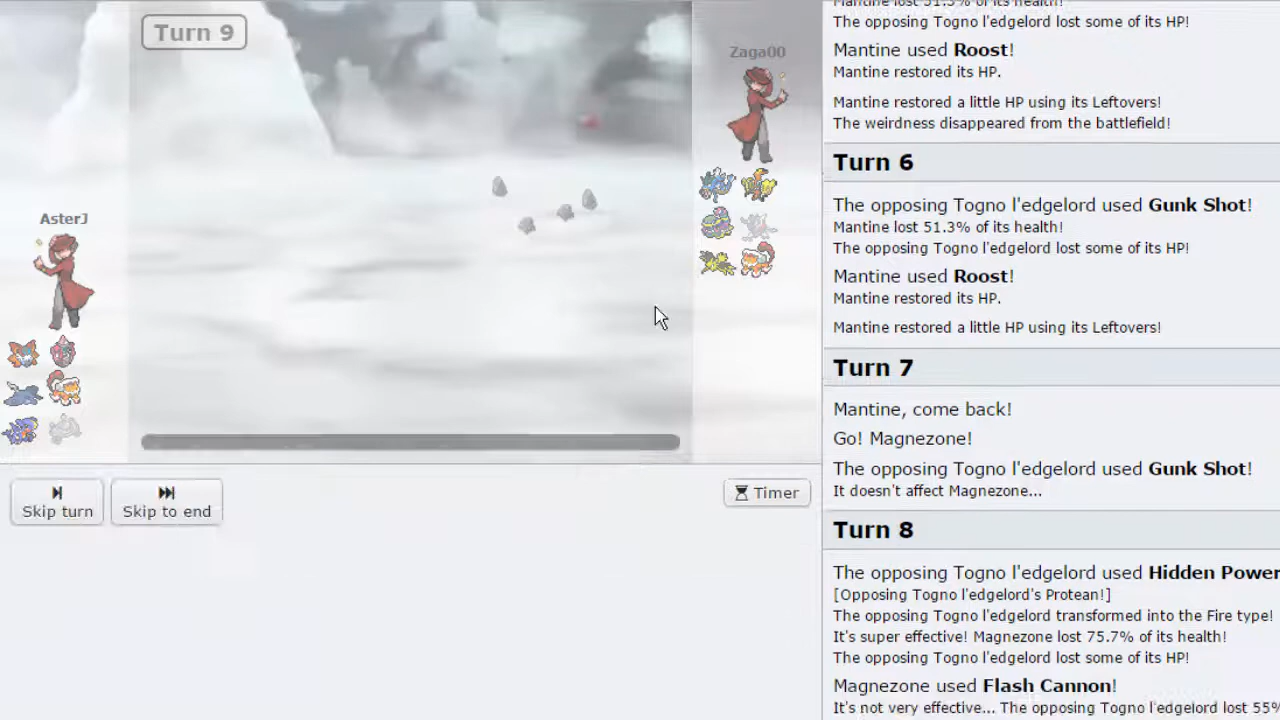 Turn 9
Zaga00
AsterJ
Skip turn
Skip to end
Timer
The opposing Togno l'edgelord lost some of its HP!
Mantine used Roost!
Mantine restored its HP.
Mantine restored a little HP using its Leftovers!
The weirdness disappeared from the battlefield!
Turn 6
The opposing Togno l'edgelord used Gunk Shot!
Mantine lost 51.3% of its health!
The opposing Togno l'edgelord lost some of its HP!
Mantine used Roost!
Mantine restored its HP.
Mantine restored a little HP using its Leftovers!
Turn 7
Mantine, come back!
Go! Magnezone!
The opposing Togno l'edgelord used Gunk Shot!
It doesn't affect Magnezone...
Turn 8
The opposing Togno l'edgelord used Hidden Power
[Opposing Togno l'edgelord's Protean!]
The opposing Togno l'edgelord transformed into the Fire type!
It's super effective! Magnezone lost 75.7% of its health!
The opposing Togno l'edgelord lost some of its HP!
Magnezone used Flash Cannon!
It's not very effective... The opposing Togno l'edgelord lost 55%